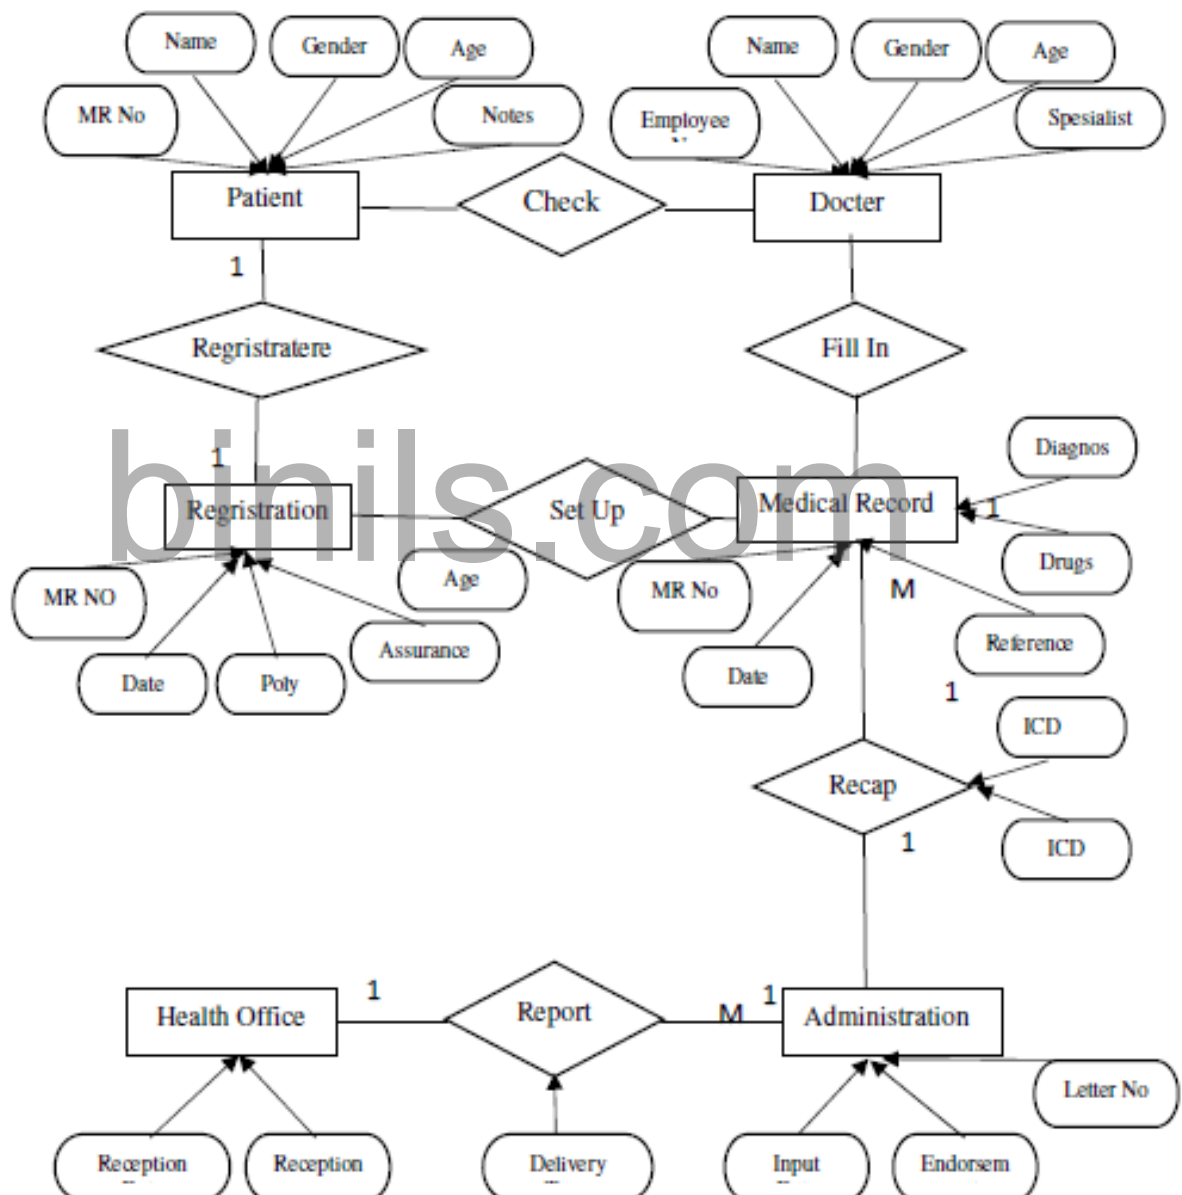 Name
Gender
Age
Name
Gender
Age
MR No
Notes
Employee
Spesialist
Patient
Check
Docter
1
Regristratere
Fill In
1
Diagnos
binils.com
Regristration
Set Up
Medical Record
1
Age
MR NO
MR No
M
Drugs
Assurance
Reference
Date
Poly
Date
1
ICD
Recap
1
ICD
1
1
Health Office
Report
M
Administration
Letter No
Reception
Reception
Delivery
Input
Endorsem